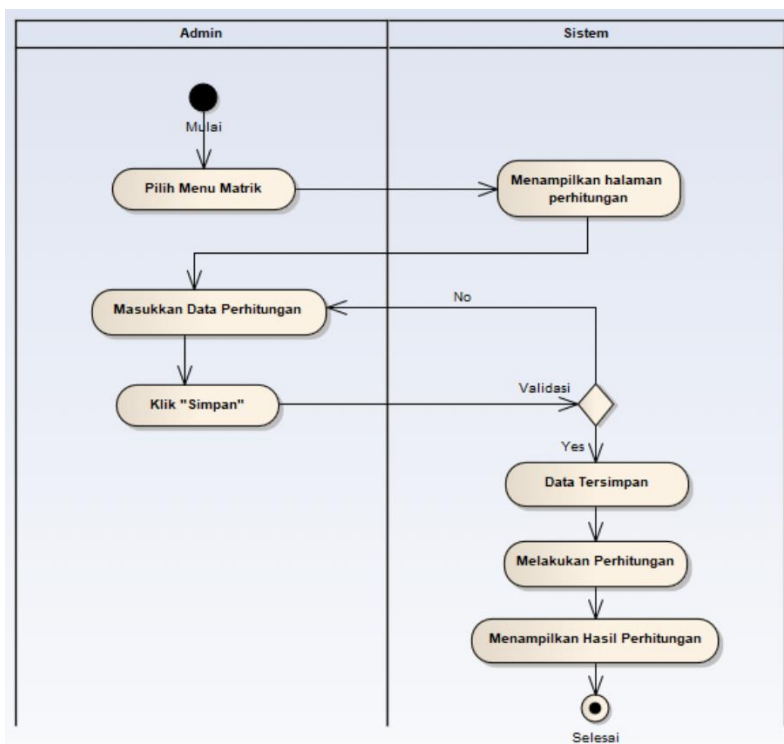 Admin
Sistem
Mulai
Pilih Menu Matrik
Menampilkan halaman
perhitungan
Masukkan Data Perhitungan
No
Klik "Simpan"
Validasi
Yes
Data Tersimpan
Melakukan Perhitungan
Menampilkan Hasil Perhitungan
Selesai